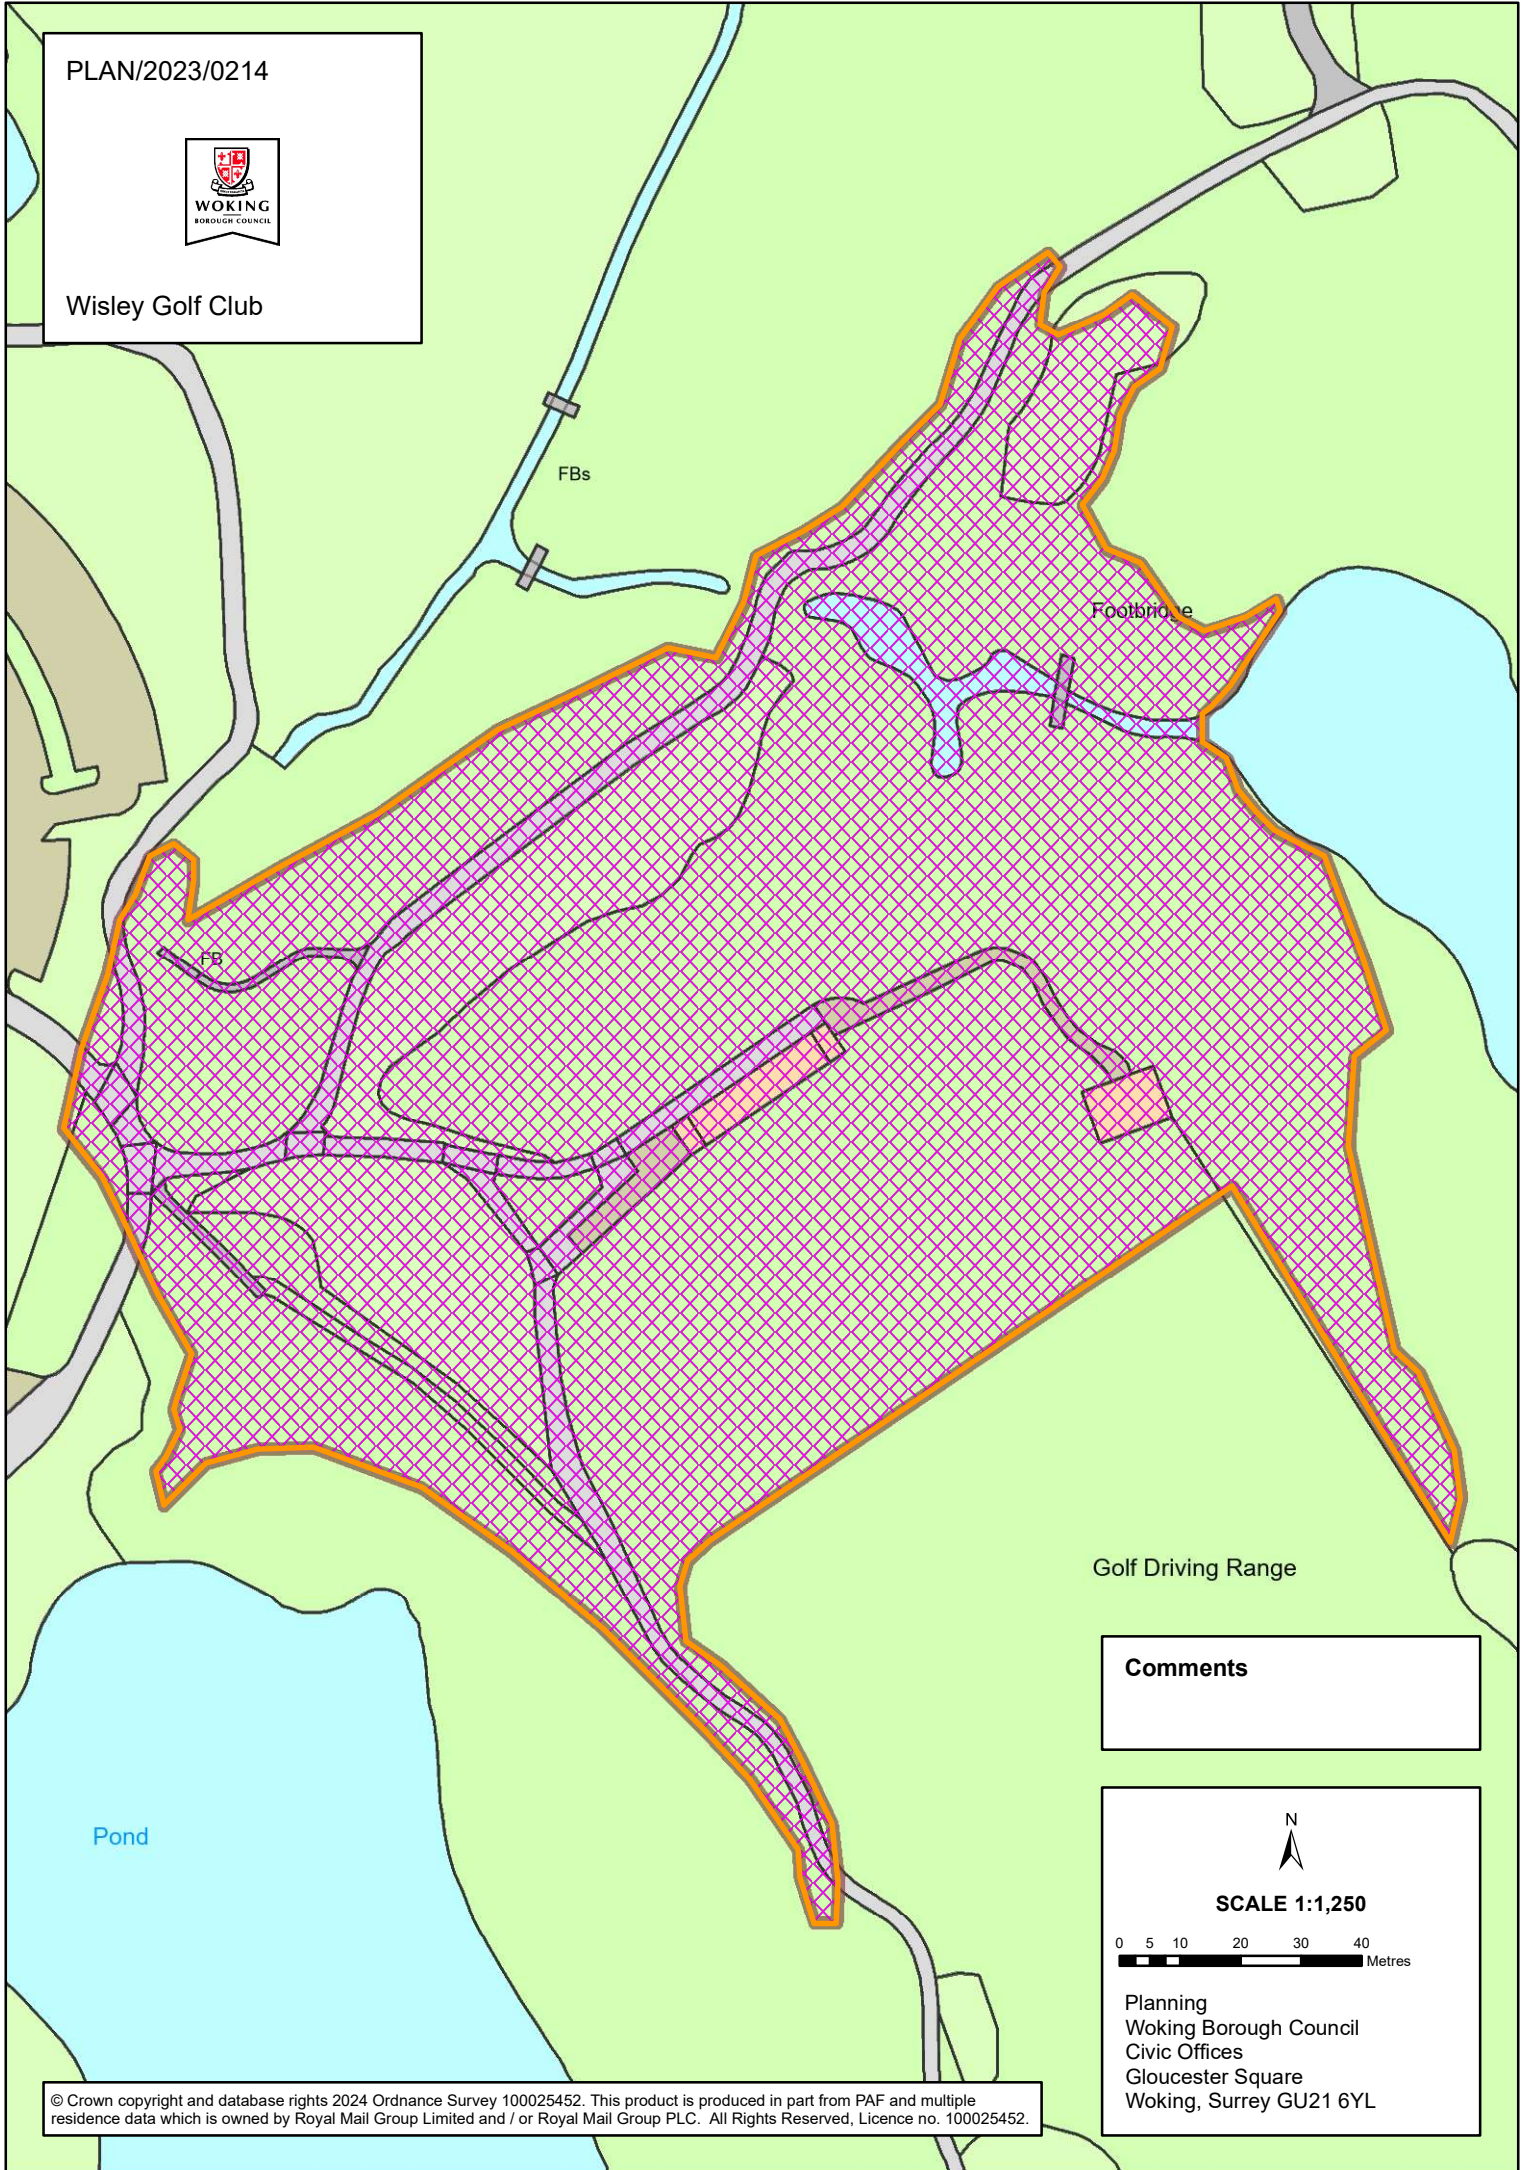 PLAN/2023/0214
WOKING
BOROUGH COUNCIL
Wisley Golf Club
FBs
Footbridge
FB
Golf Driving Range
Comments
Pond
N
SCALE 1:1,250
0 5 10 20 30 40
Metres
Planning
Woking Borough Council
Civic Offices
Gloucester Square
Woking, Surrey GU21 6YL
© Crown copyright and database rights 2024 Ordnance Survey 100025452. This product is produced in part from PAF and multiple
residence data which is owned by Royal Mail Group Limited and / or Royal Mail Group PLC. All Rights Reserved, Licence no. 100025452.